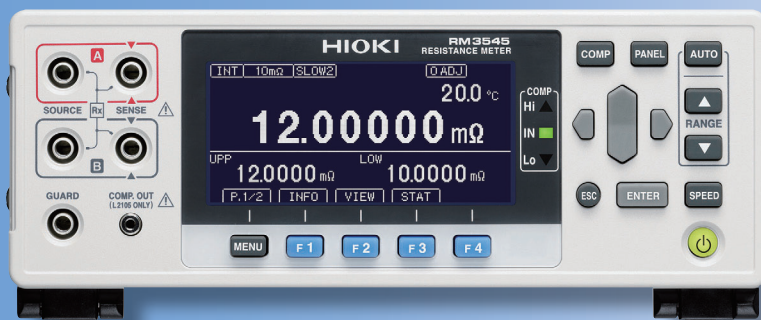 HIOKI
RM3545
RESISTANCE METER
A
SOURCE Rx SENSE
B
GUARD
COMP. OUT
(L2105 ONLY)
INT 10mΩ SLOW2 0 ADJ
20.0 °C
12.00000 mΩ
UPP 12.0000 mΩ LOW 10.0000 mΩ
P.1/2 INFO VIEW STAT
COMP
Hi
IN
Lo
MENU F1 F2 F3 F4
COMP PANEL AUTO
RANGE
ESC ENTER SPEED